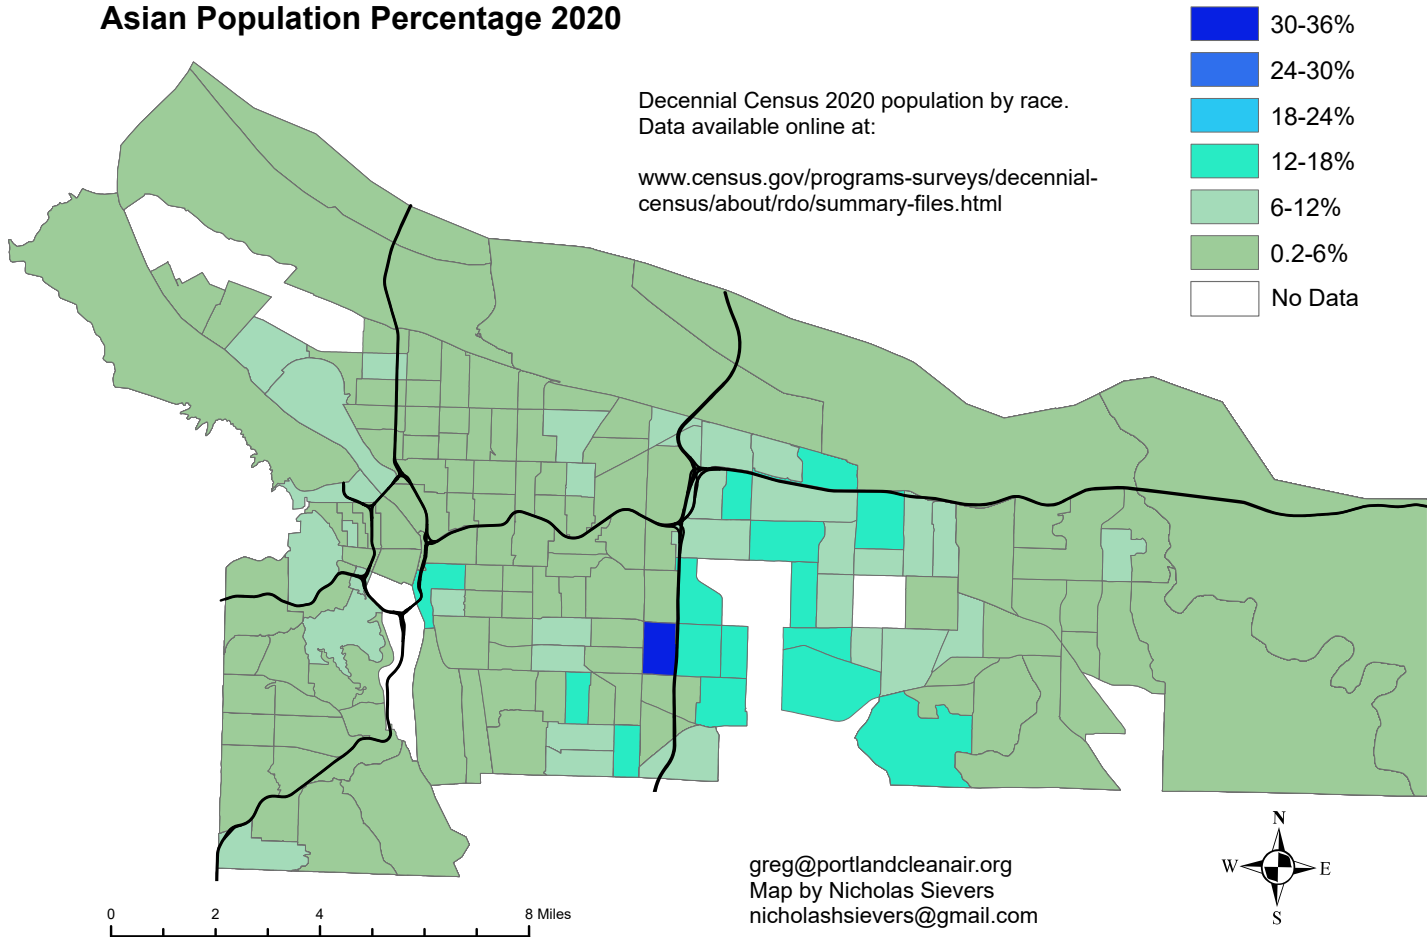 Asian Population Percentage 2020
30-36%
24-30%
18-24%
12-18%
6-12%
0.2-6%
No Data
Decennial Census 2020 population by race.
Data available online at:
www.census.gov/programs-surveys/decennial-
census/about/rdo/summary-files.html
N
W E
S
greg@portlandcleanair.org
Map by Nicholas Sievers
nicholashsievers@gmail.com
0 2 4 8 Miles